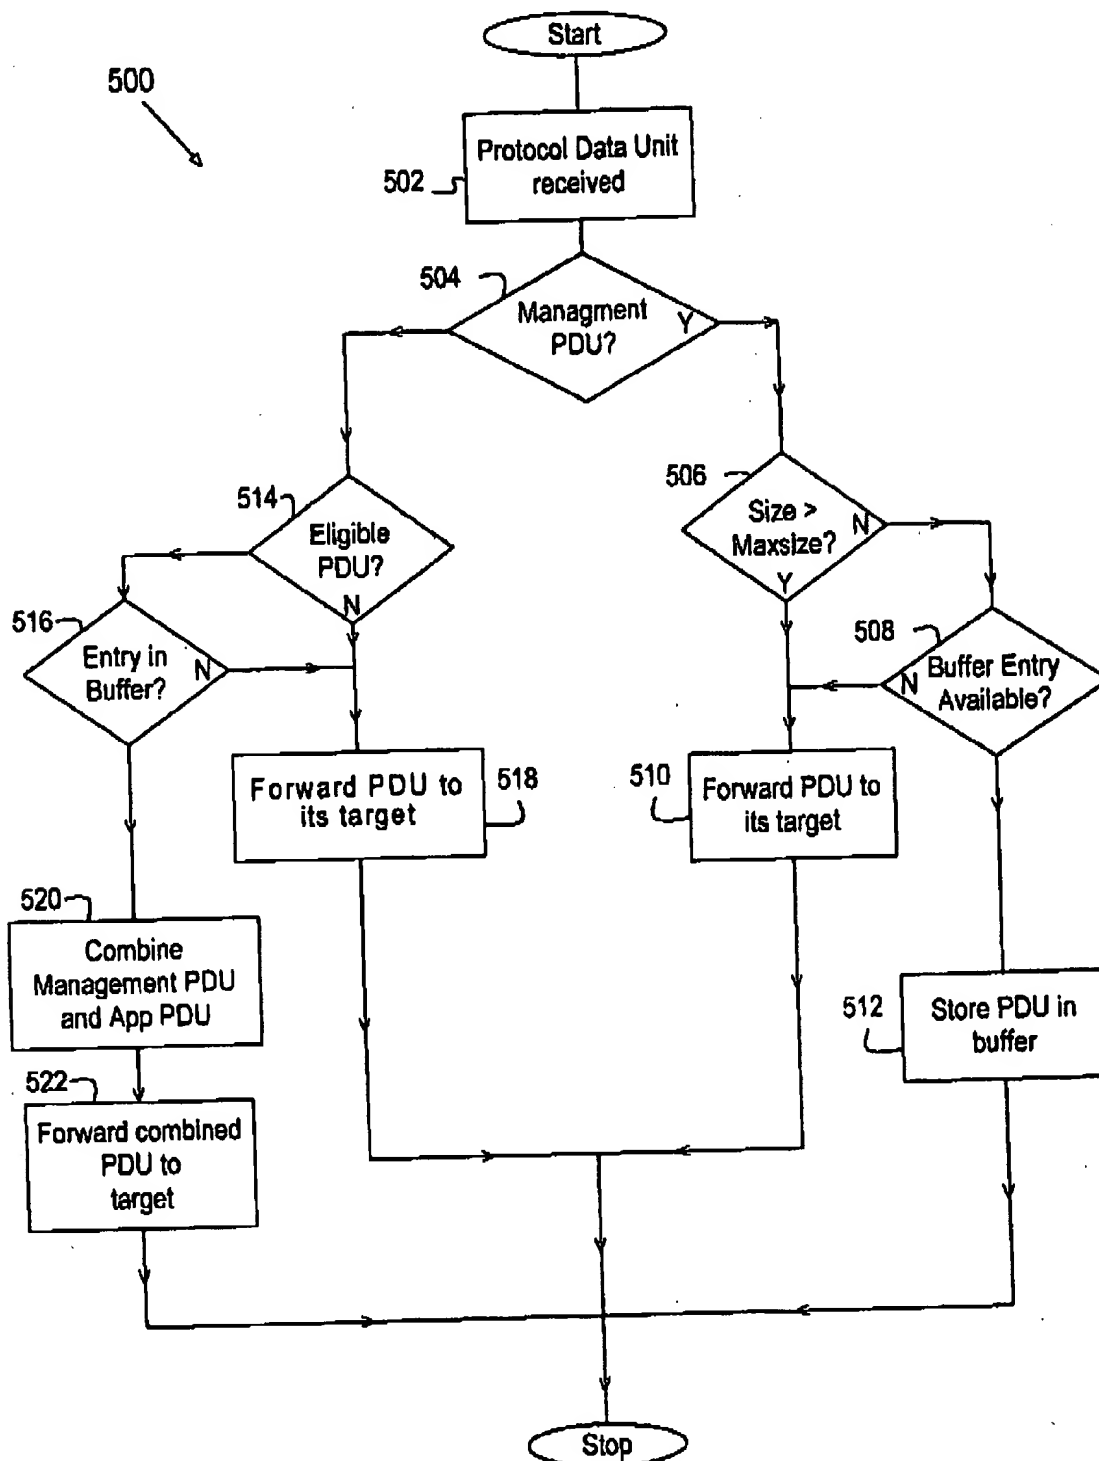 Start
500
Protocol Data Unit
received
502
504
Managment
PDU?
Y
506
Size >
Maxsize?
N
Y
514
Eligible
PDU?
N
516
Entry in
Buffer?
N
508
Buffer Entry
Available?
N
Forward PDU to
its target
518
510
Forward PDU to
its target
520
Combine
Management PDU
and App PDU
512
Store PDU in
buffer
522
Forward combined
PDU to
target
Stop